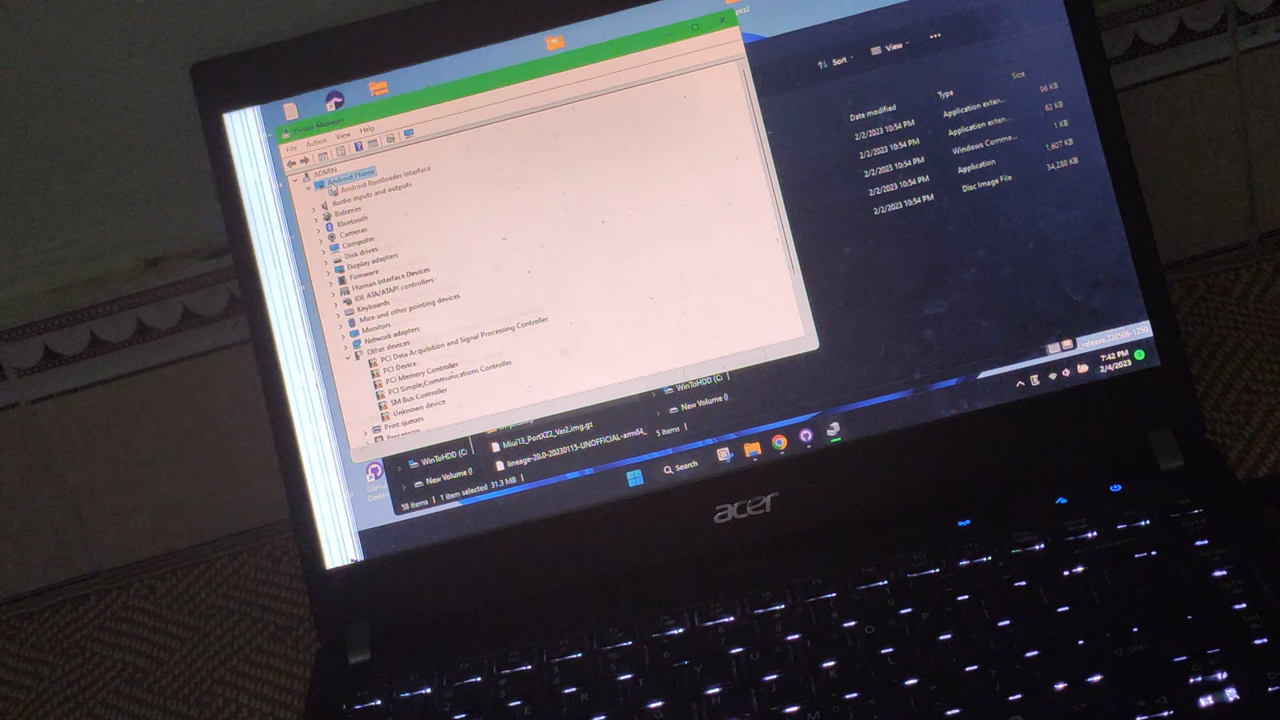 Device Manager
File Action View Help
ADMIN
Android Phone
Android Bootloader Interface
Audio inputs and outputs
Batteries
Bluetooth
Cameras
Computer
Disk drives
Display adapters
Firmware
Human Interface Devices
IDE ATA/ATAPI controllers
Keyboards
Mice and other pointing devices
Monitors
Network adapters
Other devices
PCI Data Acquisition and Signal Processing Controller
PCI Device
PCI Memory Controller
PCI Simple Communications Controller
SM Bus Controller
Unknown device
Print queues
Processors
Sort View ...
Date modified Type Size
2/2/2023 10:54 PM Application exten... 96 KB
2/2/2023 10:54 PM Application exten... 62 KB
2/2/2023 10:54 PM Windows Comma... 1 KB
2/2/2023 10:54 PM Application 1,607 KB
2/2/2023 10:54 PM Disc Image File 34,288 KB
WinToHDD (C:
New Volume ()
58 items 1 item selected 31.3 MB
Miui13_PortXZ2_Ver2.img.gz
lineage-20.0-20230115-UNOFFICIAL-arm64_
WinToHDD (C:
New Volume ()
5 items
_release.220506-1250
Search
7:42 PM
2/4/2023
acer